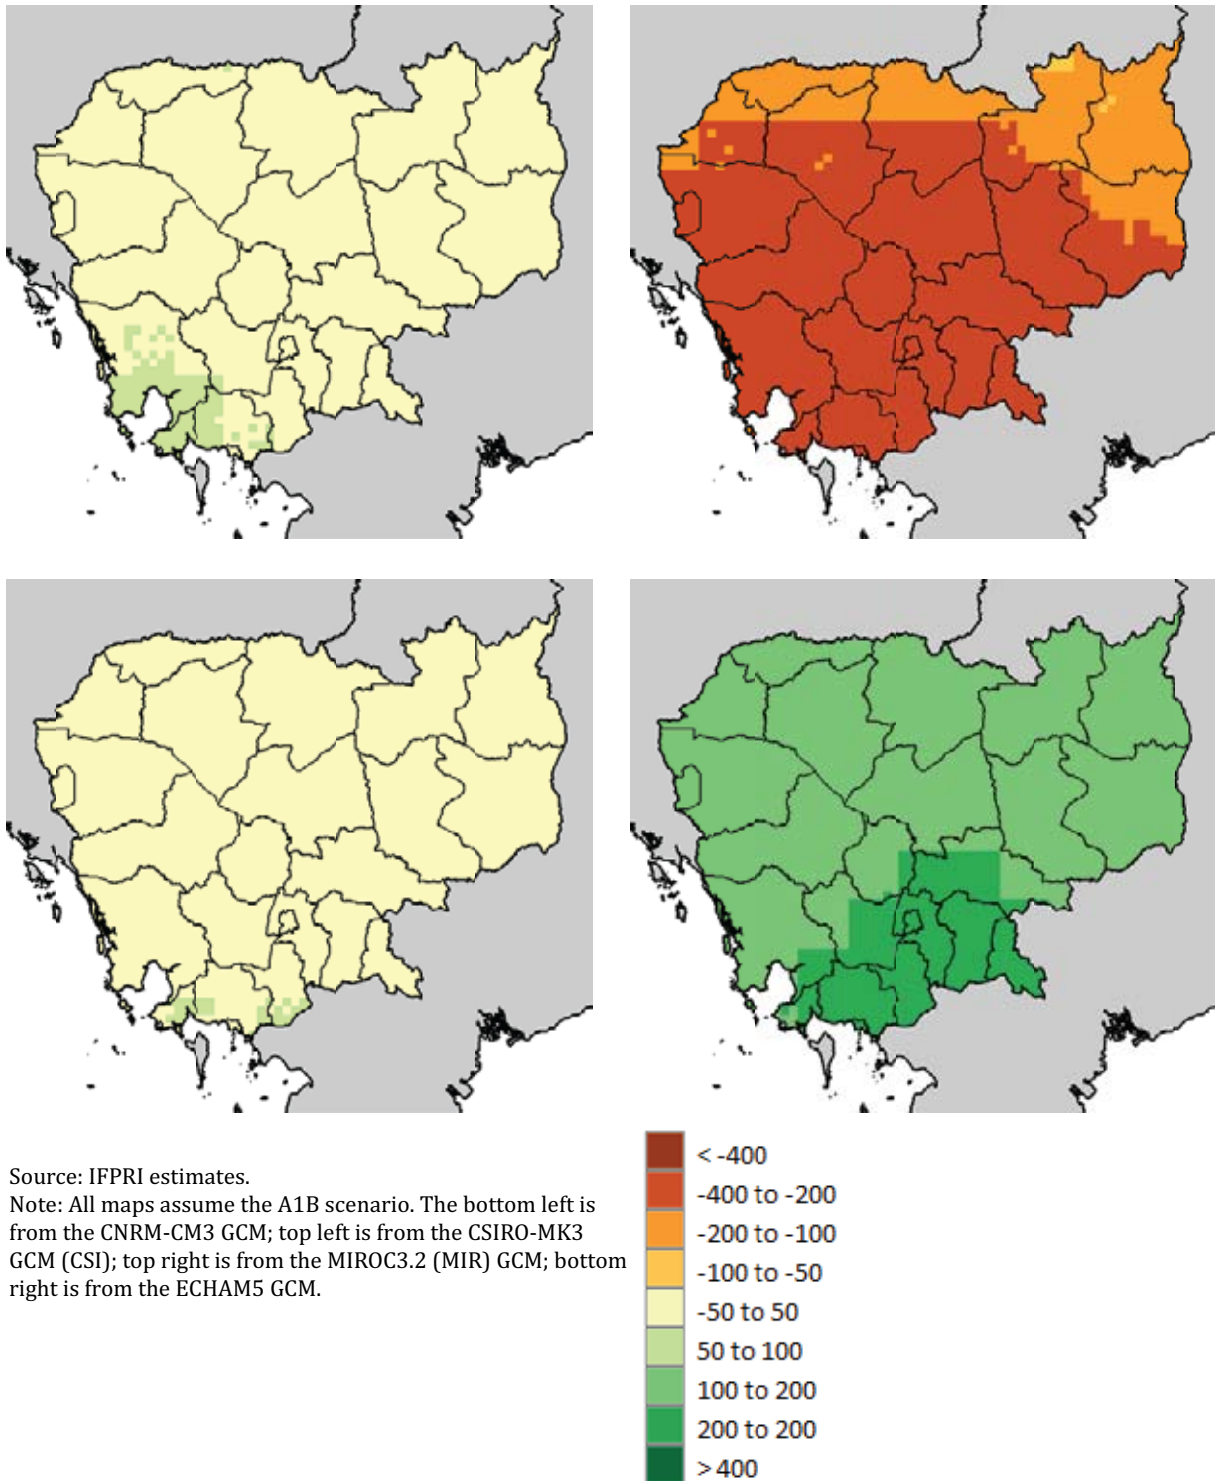 Source: IFPRI estimates.
Note: All maps assume the A1B scenario. The bottom left is
from the CNRM-CM3 GCM; top left is from the CSIRO-MK3
GCM (CSI); top right is from the MIROC3.2 (MIR) GCM; bottom
right is from the ECHAM5 GCM.
< -400
-400 to -200
-200 to -100
-100 to -50
-50 to 50
50 to 100
100 to 200
200 to 200
> 400